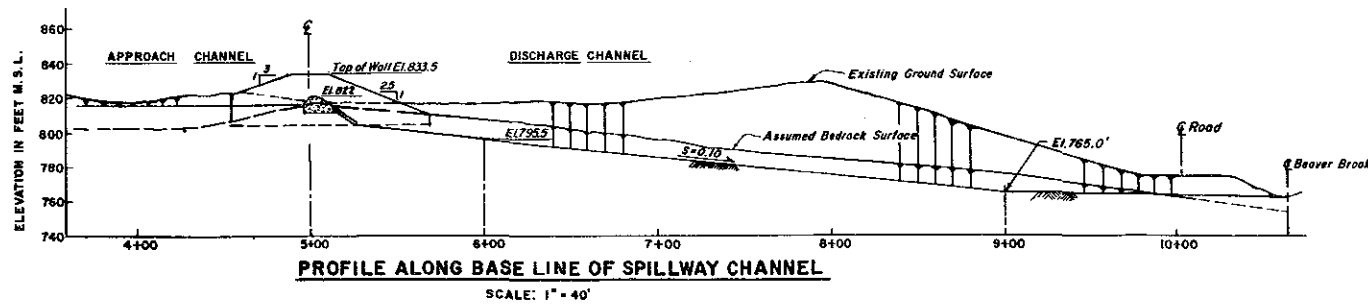 ELEVATION IN FEET M.S.L.
860
840
820
800
780
760
740
APPROACH CHANNEL
℄
DISCHARGE CHANNEL
1
3
Top of Wall El.833.5
El.822
2.5
1
Existing Ground Surface
El.795.5
Assumed Bedrock Surface
S=0.10
El.765.0'
℄ Road
℄ Beaver Brook
4+00
5+00
6+00
7+00
8+00
9+00
10+00
PROFILE ALONG BASE LINE OF SPILLWAY CHANNEL
SCALE: 1" = 40'